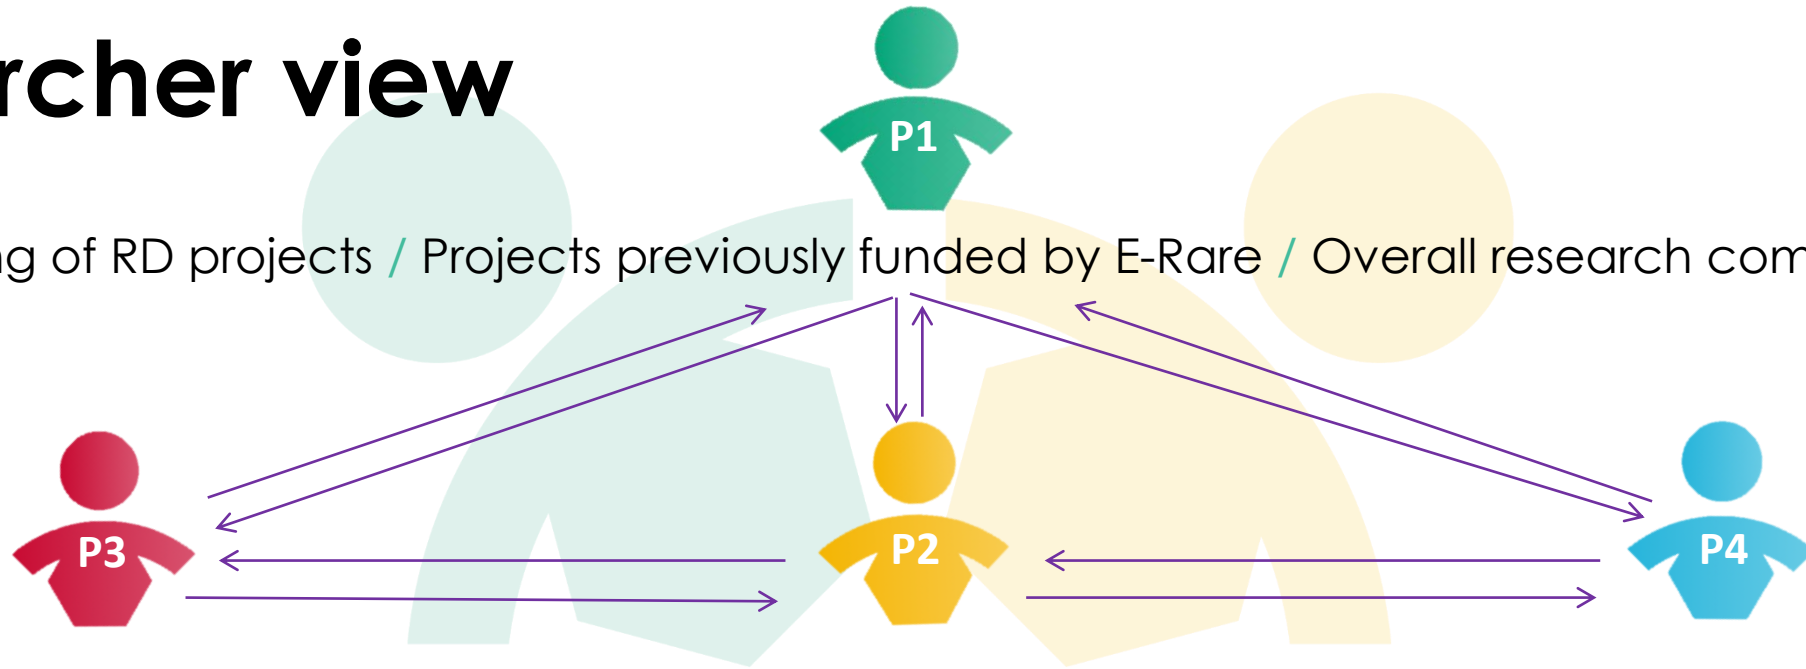 rcher view
P1
g of RD projects / Projects previously funded by E-Rare / Overall research com
P3
P2
P4